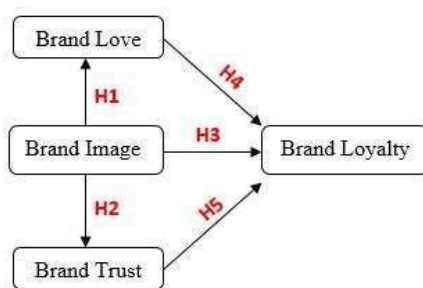 Brand Love
H1
H4
Brand Image
H3
Brand Loyalty
H2
H5
Brand Trust